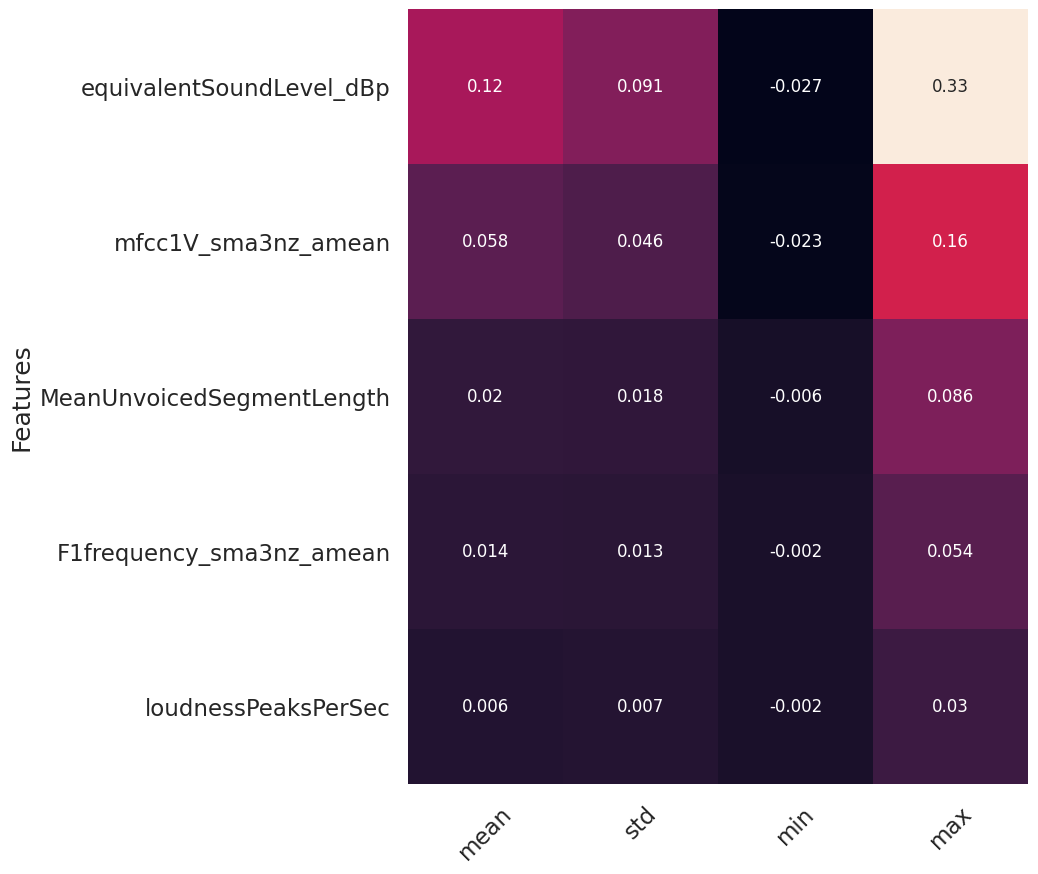 Features
equivalentSoundLevel_dBp 0.12 0.091 -0.027 0.33
mfcc1V_sma3nz_amean 0.058 0.046 -0.023 0.16
MeanUnvoicedSegmentLength 0.02 0.018 -0.006 0.086
F1frequency_sma3nz_amean 0.014 0.013 -0.002 0.054
loudnessPeaksPerSec 0.006 0.007 -0.002 0.03
mean std min max